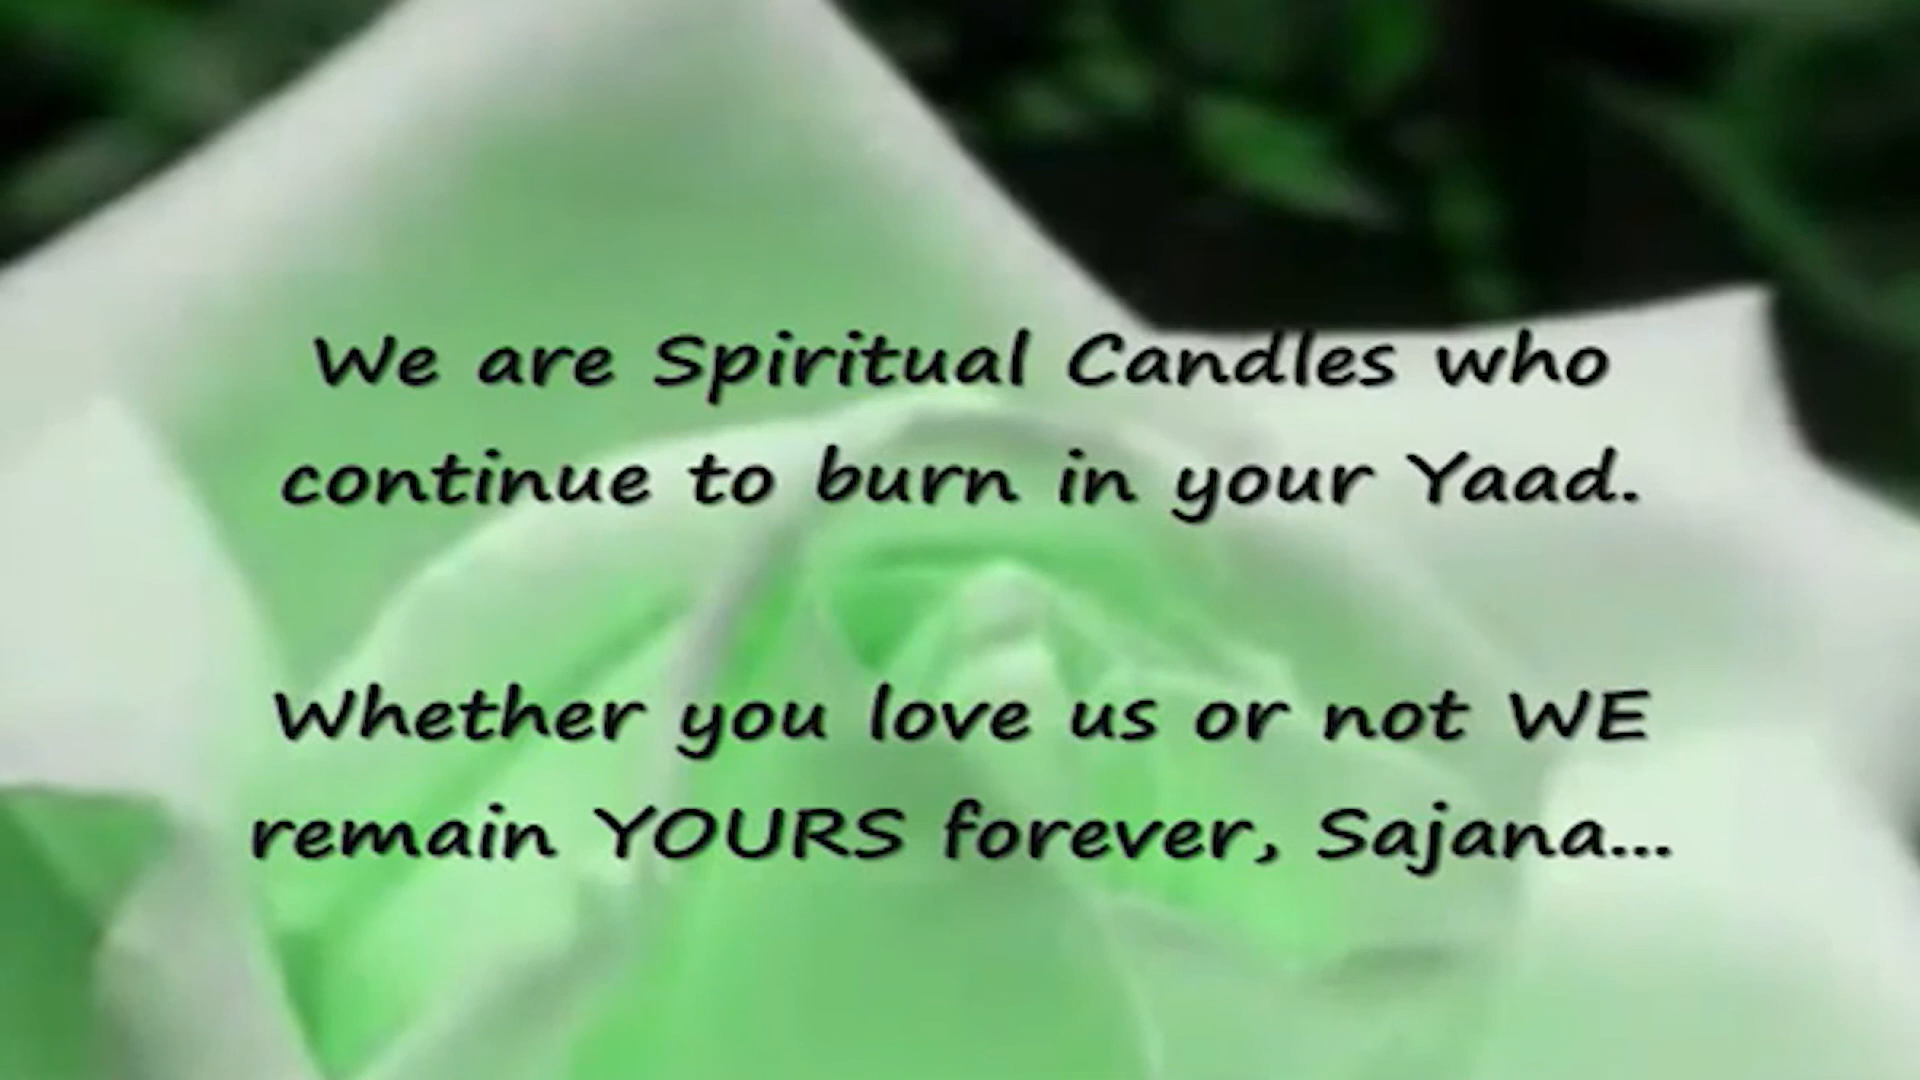 We are Spiritual Candles who
continue to burn in your Yaad.
Whether you love us or not WE
remain YOURS forever, Sajana...